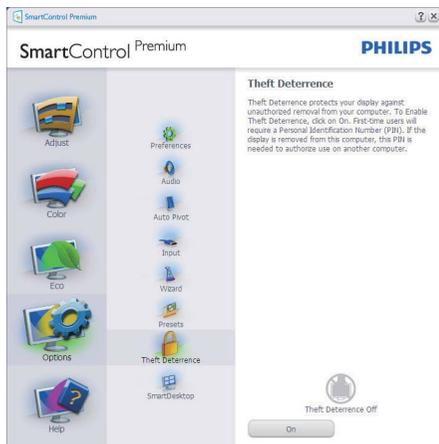 SmartControl Premium
SmartControl Premium
PHILIPS
Adjust
Color
Eco
Options
Help
Preferences
Audio
Auto Pivot
Input
Wizard
Presets
Theft Deterrence
SmartDesktop
Theft Deterrence
Theft Deterrence protects your display against
unauthorized removal from your computer. To Enable
Theft Deterrence, click on On. First-time users will
require a Personal Identification Number (PIN). If the
display is removed from this computer, this PIN is
needed to authorize use on another computer.
Theft Deterrence Off
On